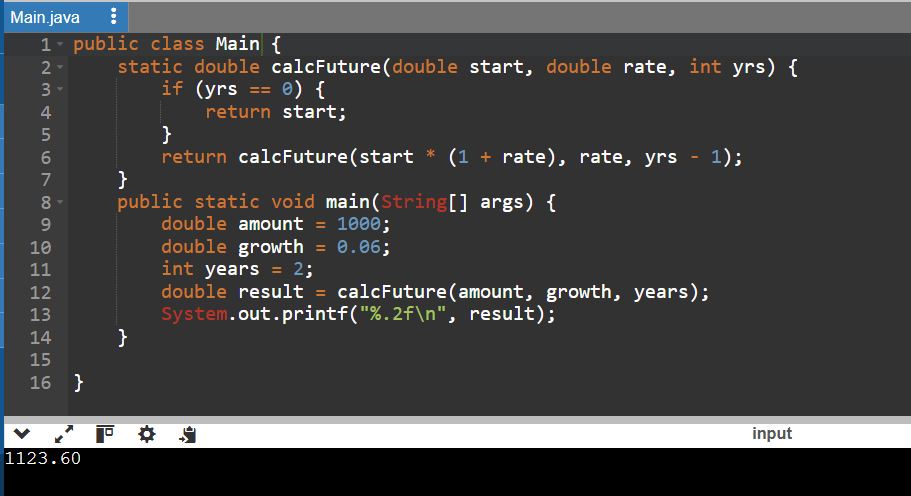 Main.java
1 public class Main {
2     static double calcFuture(double start, double rate, int yrs) {
3         if (yrs == 0) {
4             return start;
5         }
6         return calcFuture(start * (1 + rate), rate, yrs - 1);
7     }
8     public static void main(String[] args) {
9         double amount = 1000;
10         double growth = 0.06;
11         int years = 2;
12         double result = calcFuture(amount, growth, years);
13         System.out.printf("%.2f\n", result);
14     }
15
16 }
input
1123.60